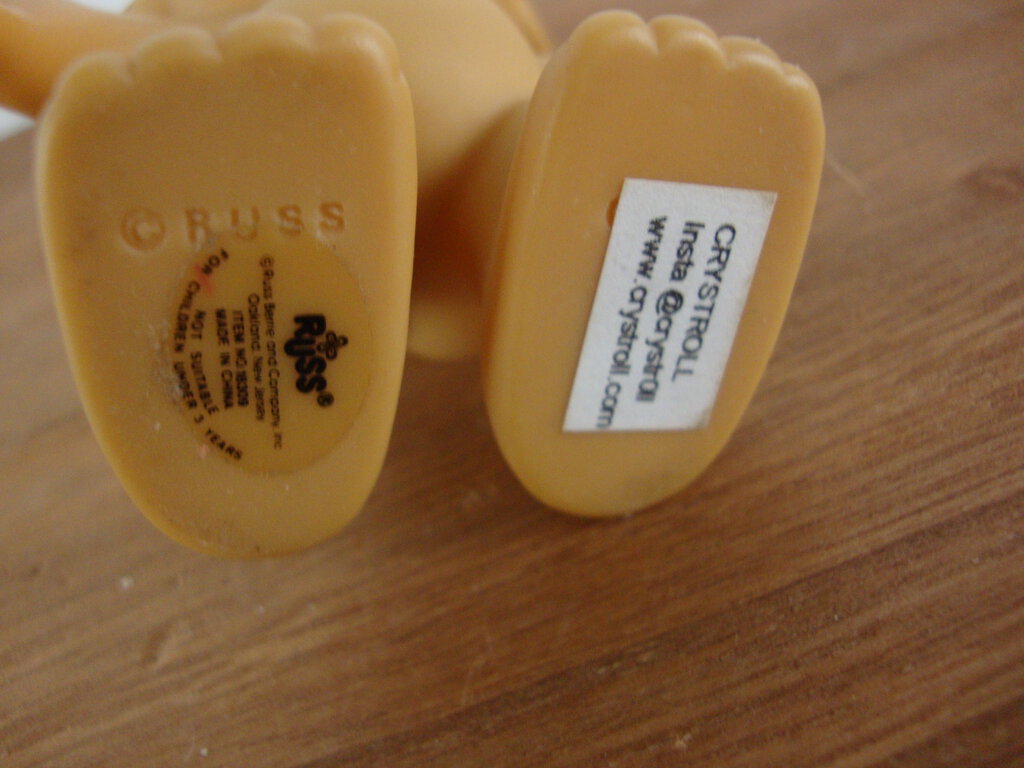 © RUSS
Russ®
©Russ Berrie and Company, Inc
Oakland, New Jersey
MADE IN CHINA
NOT SUITABLE
FOR CHILDREN UNDER 3 YEARS
CRYSTROLL
Insta @crystroll
www.crystroll.com